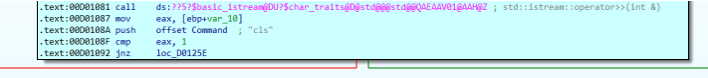 .text:00D01081 call    ds:??5?$basic_istream@DU?$char_traits@D@std@@@std@@QAEAAV01@AAH@Z ; std::istream::operator>>(int &)
.text:00D01087 mov     eax, [ebp+var_10]
.text:00D0108A push    offset Command  ; "cls"
.text:00D0108F cmp     eax, 1
.text:00D01092 jnz     loc_D0125E